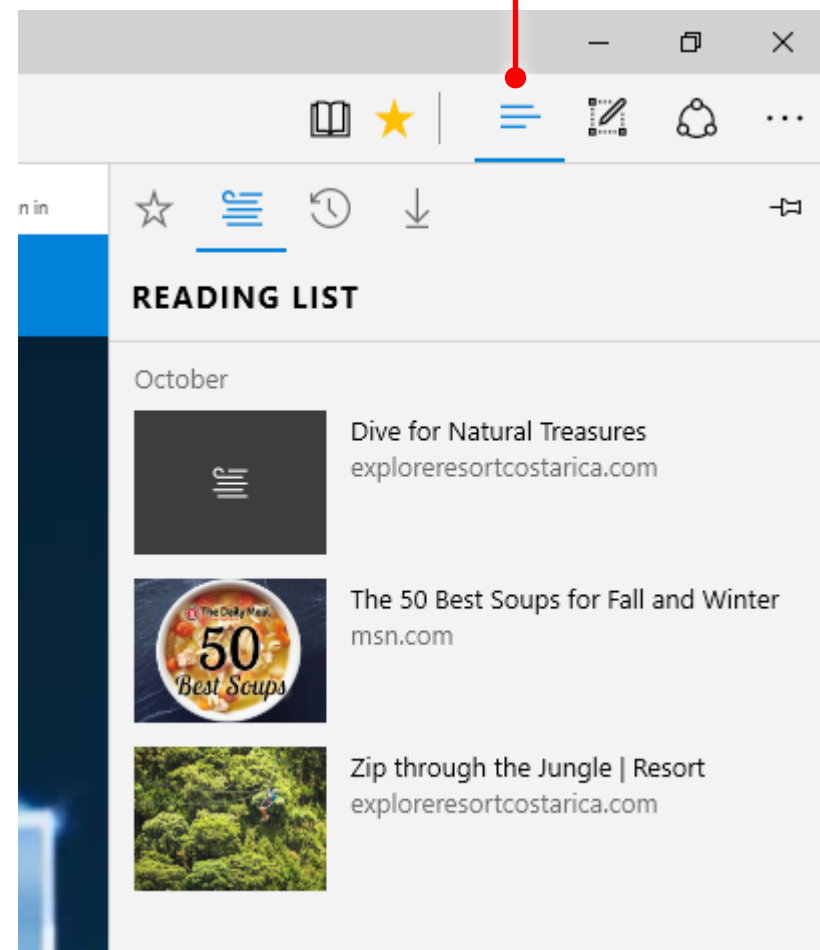 n in
READING LIST
October
Dive for Natural Treasures
exploreresortcostarica.com
The Daily Meal
50
Best Soups
The 50 Best Soups for Fall and Winter
msn.com
Zip through the Jungle | Resort
exploreresortcostarica.com